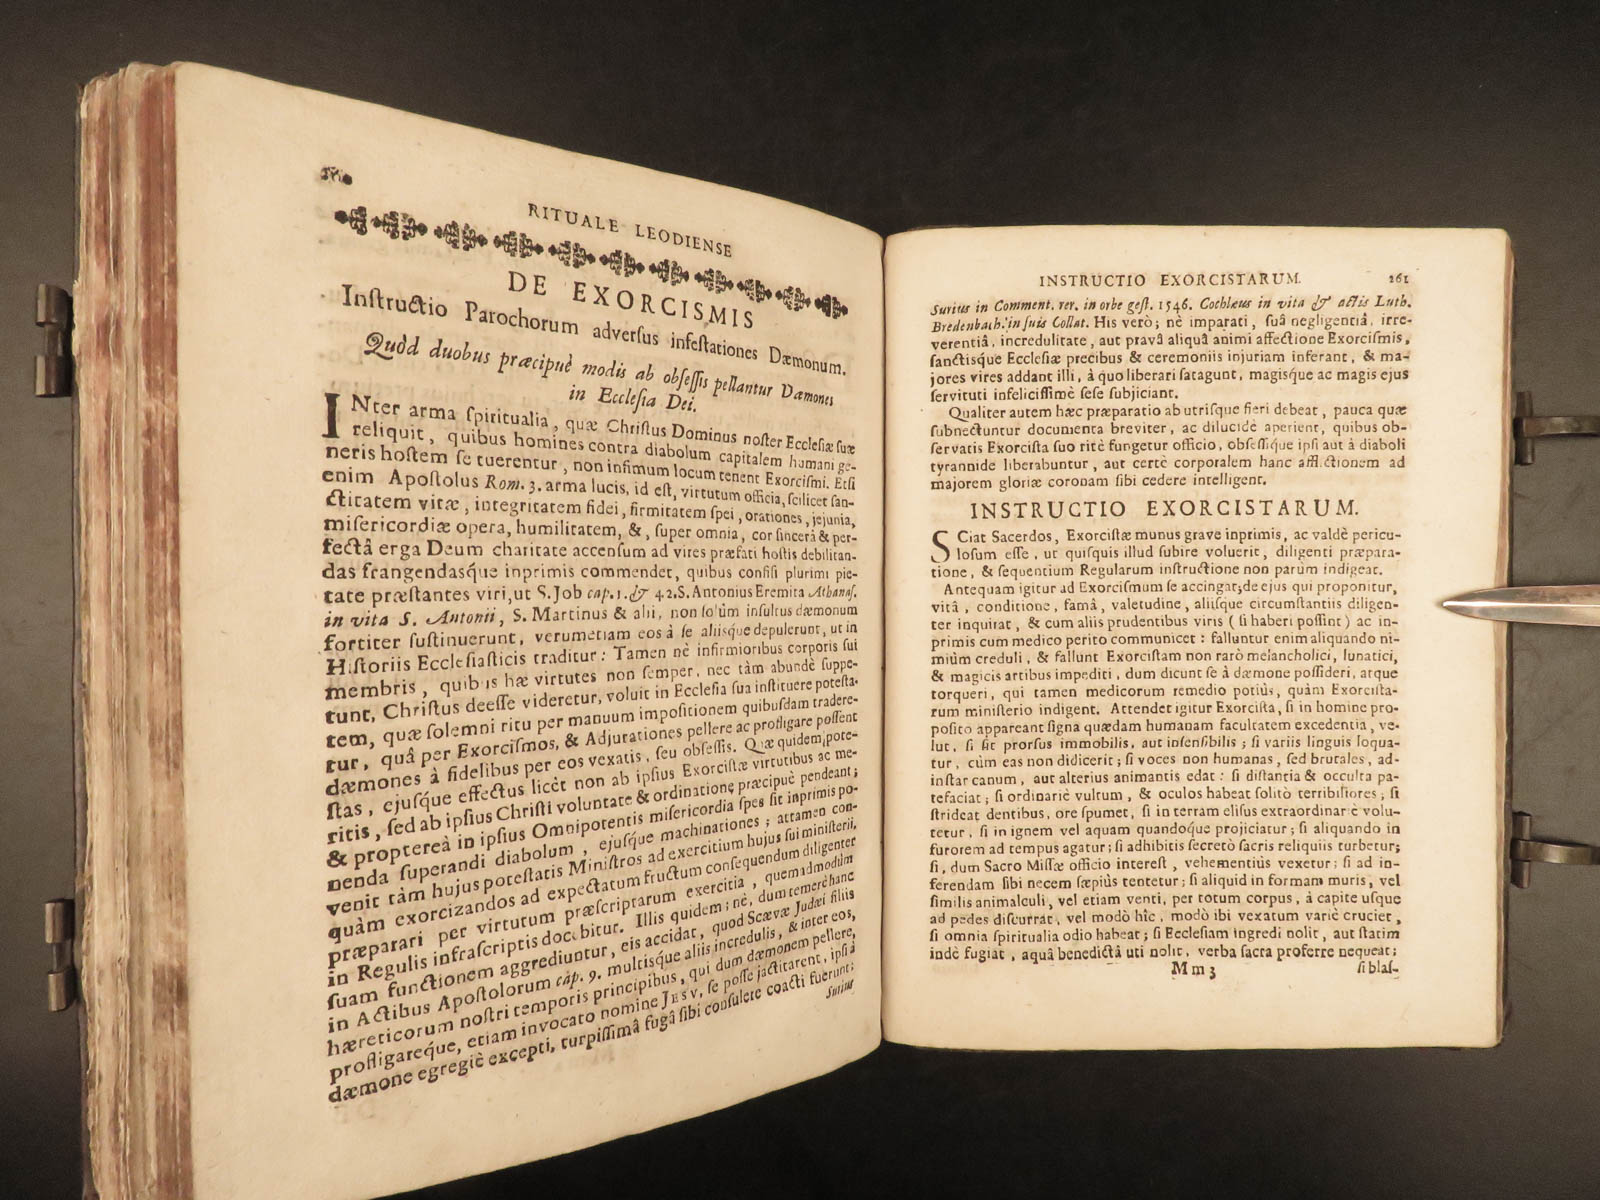 RITUALE LEODIENSE
DE EXORCISMIS
Inſtructio Parochorum adverſus infeſtationes Dæmonum.
Quòd duobus præcipuè modis ab obſeſſis pellantur Dæmones
in Eccleſia Dei.
INter arma ſpiritualia, quæ Chriſtus Dominus noſter Eccleſiæ ſuæ
reliquit, quibus homines contra diabolum capitalem humani ge-
neris hoſtem ſe tuerentur, non infimum locum tenent Exorciſmi. Etſi
enim Apoſtolus Rom. 3. arma lucis, id eſt, virtutum officia, ſcilicet ſan-
ctitatem vitæ, integritatem fidei, firmitatem ſpei, orationes, jejunia,
miſericordiæ opera, humilitatem, &, ſuper omnia, cor ſincerâ & per-
fectâ erga Deum charitate accenſum ad vires præfati hoſtis debilitan-
das frangendasque inprimis commendet, quibus confiſi plurimi pie-
tate præſtantes viri, ut S. Job cap. 1. & 42. S. Antonius Eremita Athanaſ.
in vita S. Antonii, S. Martinus & alii, non ſolùm inſultus dæmonum
fortiter ſuſtinuerunt, verumetiam eos à ſe aliiſque depulerunt, ut in
Hiſtoriis Eccleſiaſticis traditur: Tamen nè infirmioribus corporis ſui
membris, quibus hæ virtutes non ſemper, nec tàm abundè ſuppe-
tunt, Chriſtus deeſſe videretur, voluit in Eccleſia ſua inſtituere poteſta-
tem, quæ ſolemni ritu per manuum impoſitionem quibuſdam tradere-
tur, quâ per Exorciſmos, & Adjurationes pellere ac profligare poſſent
dæmones à fidelibus per eos vexatis, ſeu obſeſſis. Quæ quidem pote-
ſtas, ejuſque effectus licèt non ab ipſius Exorciſtæ virtutibus ac me-
ritis, ſed ab ipſius Chriſti voluntate & ordinatione præcipuè pendeant;
& proptereà in ipſius Omnipotentis miſericordia ſpes ſit inprimis po-
nenda ſuperandi diabolum, ejuſque machinationes; attamen con-
venit tàm hujus poteſtatis Miniſtros ad exercitium hujus ſui miniſterii,
quàm exorcizandos ad expectatum fructum conſequendum diligenter
præparari per virtutum præſcriptarum exercitia, quemadmodùm
in Regulis infraſcriptis docebitur. Illis quidem; nè, dum temerè hanc
ſuam functionem aggrediuntur, eis accidat, quod Scævæ Judæi filiis
in Actibus Apoſtolorum cap. 9. multisque aliis incredulis, & inter eos,
hæreticorum noſtri temporis principibus, qui dum dæmonem pellere,
profligareque, etiam invocato nomine JESV, ſe poſſe jactitarent, ipſi à
dæmone egregiè excepti, turpiſſimâ fugâ ſibi conſulere coacti fuerunt:
Surius
INSTRUCTIO EXORCISTARUM. 261
Surius in Comment. rer. in orbe geſt. 1546. Cochlæus in vita & actis Luth.
Bredenbach. in ſuis Collat. His verò; nè imparati, ſuâ negligentiâ, irre-
verentiâ, incredulitate, aut pravâ aliquâ animi affectione Exorciſmis,
ſanctiſque Eccleſiæ precibus & ceremoniis injuriam inferant, & ma-
jores vires addant illi, à quo liberari ſatagunt, magiſque ac magis ejus
ſervituti infeliciſſimè ſeſe ſubjiciant.
Qualiter autem hæc præparatio ab utriſque fieri debeat, pauca quæ
ſubnectuntur documenta breviter, ac dilucidè aperient, quibus ob-
ſervatis Exorciſta ſuo ritè fungetur officio, obſeſſique ipſi aut à diaboli
tyrannide liberabuntur, aut certè corporalem hanc afflictionem ad
majorem gloriæ coronam ſibi cedere intelligent.
INSTRUCTIO EXORCISTARUM.
SCiat Sacerdos, Exorciſtæ munus grave inprimis, ac valdè pericu-
loſum eſſe, ut quiſquis illud ſubire voluerit, diligenti præpara-
tione, & ſequentium Regularum inſtructione non parùm indigeat.
Antequam igitur ad Exorciſmum ſe accingat; de ejus qui proponitur,
vitâ, conditione, famâ, valetudine, aliiſque circumſtantiis diligen-
ter inquirat, & cum aliis prudentibus viris (ſi haberi poſſint) ac in-
primis cum medico perito communicet: falluntur enim aliquando ni-
miùm creduli, & fallunt Exorciſtam non rarò melancholici, lunatici,
& magicis artibus impediti, dum dicunt ſe à dæmone poſſideri, atque
torqueri, qui tamen medicorum remedio potiùs, quàm Exorciſta-
rum miniſterio indigent. Attendet igitur Exorciſta, ſi in homine pro-
poſito appareant ſigna quædam humanam facultatem excedentia, ve-
lut, ſi ſit prorſus immobilis, aut inſenſibilis; ſi variis linguis loqua-
tur, cùm eas non didicerit; ſi voces non humanas, ſed brutales, ad-
inſtar canum, aut alterius animantis edat: ſi diſtantia & occulta pa-
tefaciat; ſi ordinariè vultum, & oculos habeat ſolitò terribiliores; ſi
ſtrideat dentibus, ore ſpumet, ſi in terram eliſus extraordinariè volu-
tetur, ſi in ignem vel aquam quandoque projiciatur; ſi aliquando in
furorem ad tempus agatur; ſi adhibitis ſecretò ſacris reliquiis turbetur;
ſi, dum Sacro Miſſæ officio intereſt, vehementiùs vexetur; ſi ad in-
ferendam ſibi necem ſæpiùs tentetur; ſi aliquid in formam muris, vel
ſimilis animalculi, vel etiam venti, per totum corpus, à capite uſque
ad pedes diſcurrat, vel modò hîc, modò ibi vexatum variè cruciet,
ſi omnia ſpiritualia odio habeat; ſi Eccleſiam ingredi nolit, aut ſtatim
indè fugiat, aquâ benedictâ uti nolit, verba ſacra proferre nequeat;
Mm 3 ſi blaſ-